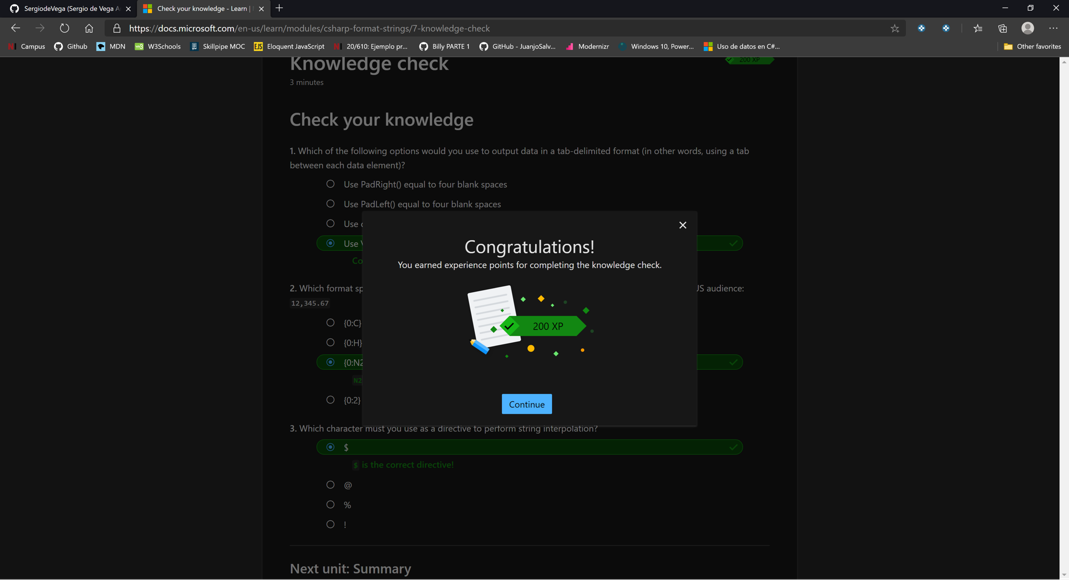 SergiodeVega (Sergio de Vega A
Check your knowledge - Learn |
https://docs.microsoft.com/en-us/learn/modules/csharp-format-strings/7-knowledge-check
Campus
Github
MDN
W3Schools
Skillpipe MOC
Eloquent JavaScript
20/610: Ejemplo pr...
Billy PARTE 1
GitHub - JuanjoSalv...
Modernizr
Windows 10, Power...
Uso de datos en C#...
Other favorites
Knowledge check
3 minutes
Check your knowledge
1. Which of the following options would you use to output data in a tab-delimited format (in other words, using a tab
between each data element)?
Use PadRight() equal to four blank spaces
Use PadLeft() equal to four blank spaces
Use
Use
Congratulations!
You earned experience points for completing the knowledge check.
200 XP
Continue
2. Which format sp
US audience:
12,345.67
{0:C}
{0:H}
{0:N2
{0:2}
3. Which character must you use as a directive to perform string interpolation?
$
$ is the correct directive!
@
%
!
Next unit: Summary